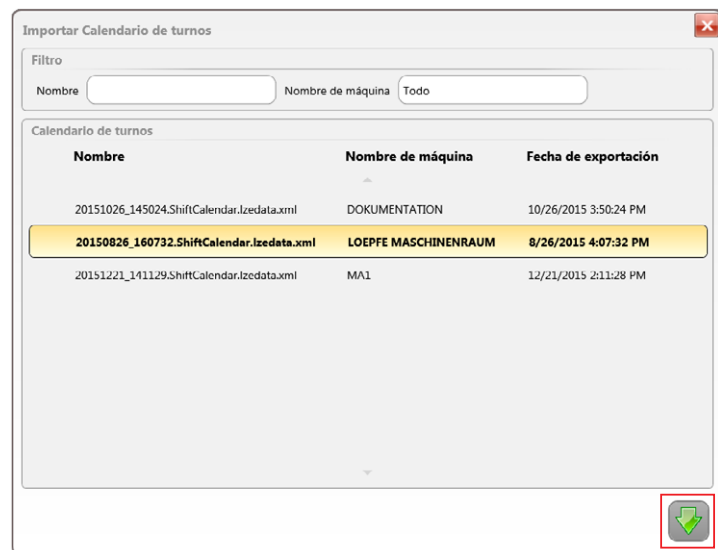 Importar Calendario de turnos
Filtro
Nombre Nombre de máquina Todo
Calendario de turnos
Nombre Nombre de máquina Fecha de exportación
20151026_145024.ShiftCalendar.lzedata.xml DOKUMENTATION 10/26/2015 3:50:24 PM
20150826_160732.ShiftCalendar.lzedata.xml LOEPFE MASCHINENRAUM 8/26/2015 4:07:32 PM
20151221_141129.ShiftCalendar.lzedata.xml MA1 12/21/2015 2:11:28 PM